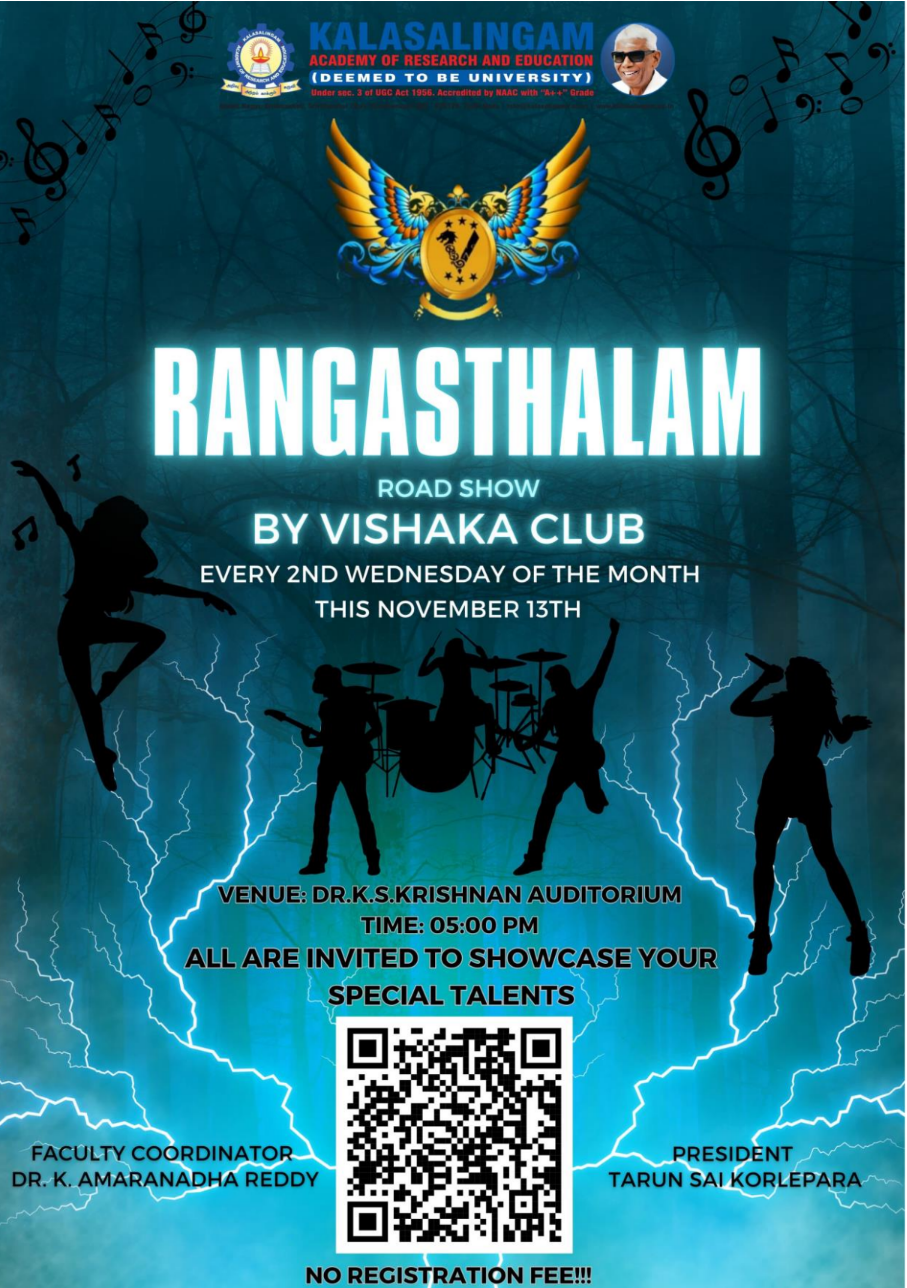 KALASALINGAM
ACADEMY OF RESEARCH AND EDUCATION
(DEEMED TO BE UNIVERSITY)
Under sec. 3 of UGC Act 1956. Accredited by NAAC with "A++" Grade
V
RANGASTHALAM
ROAD SHOW
BY VISHAKA CLUB
EVERY 2ND WEDNESDAY OF THE MONTH
THIS NOVEMBER 13TH
VENUE: DR.K.S.KRISHNAN AUDITORIUM
TIME: 05:00 PM
ALL ARE INVITED TO SHOWCASE YOUR
SPECIAL TALENTS
FACULTY COORDINATOR
DR. K. AMARANADHA REDDY
PRESIDENT
TARUN SAI KORLEPARA
NO REGISTRATION FEE!!!